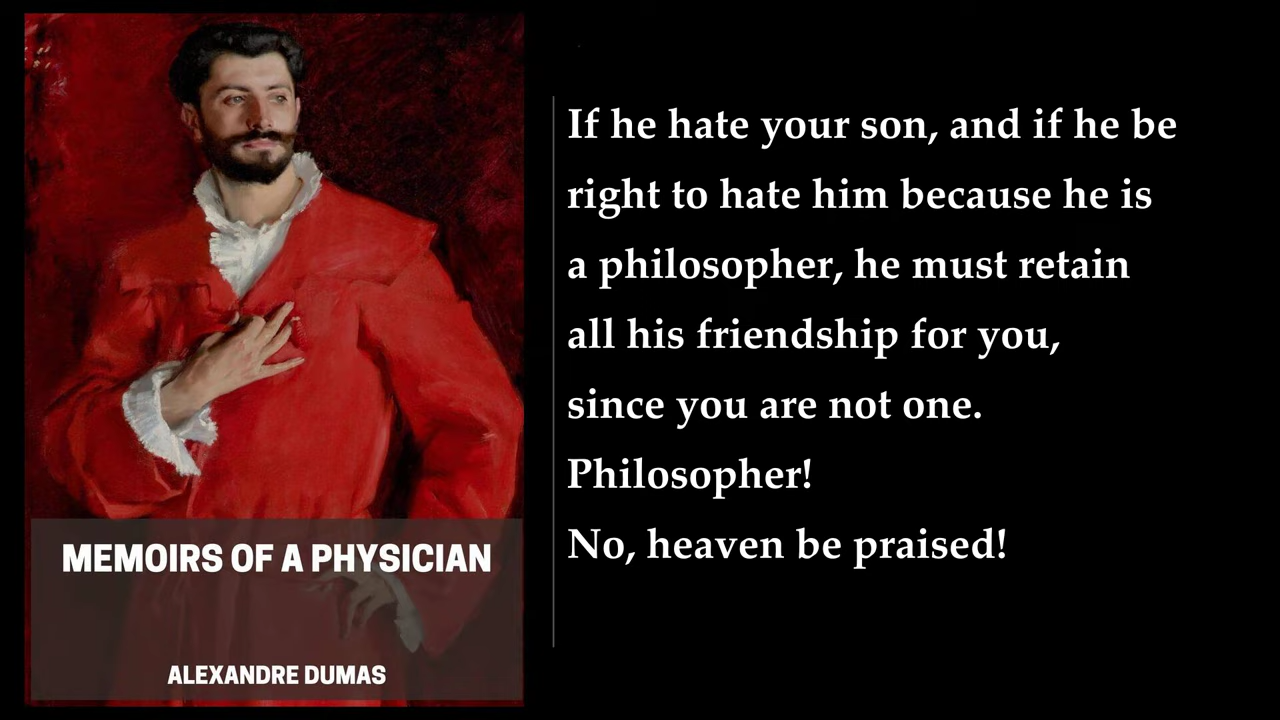 MEMOIRS OF A PHYSICIAN
ALEXANDRE DUMAS
If he hate your son, and if he be
right to hate him because he is
a philosopher, he must retain
all his friendship for you,
since you are not one.
Philosopher!
No, heaven be praised!